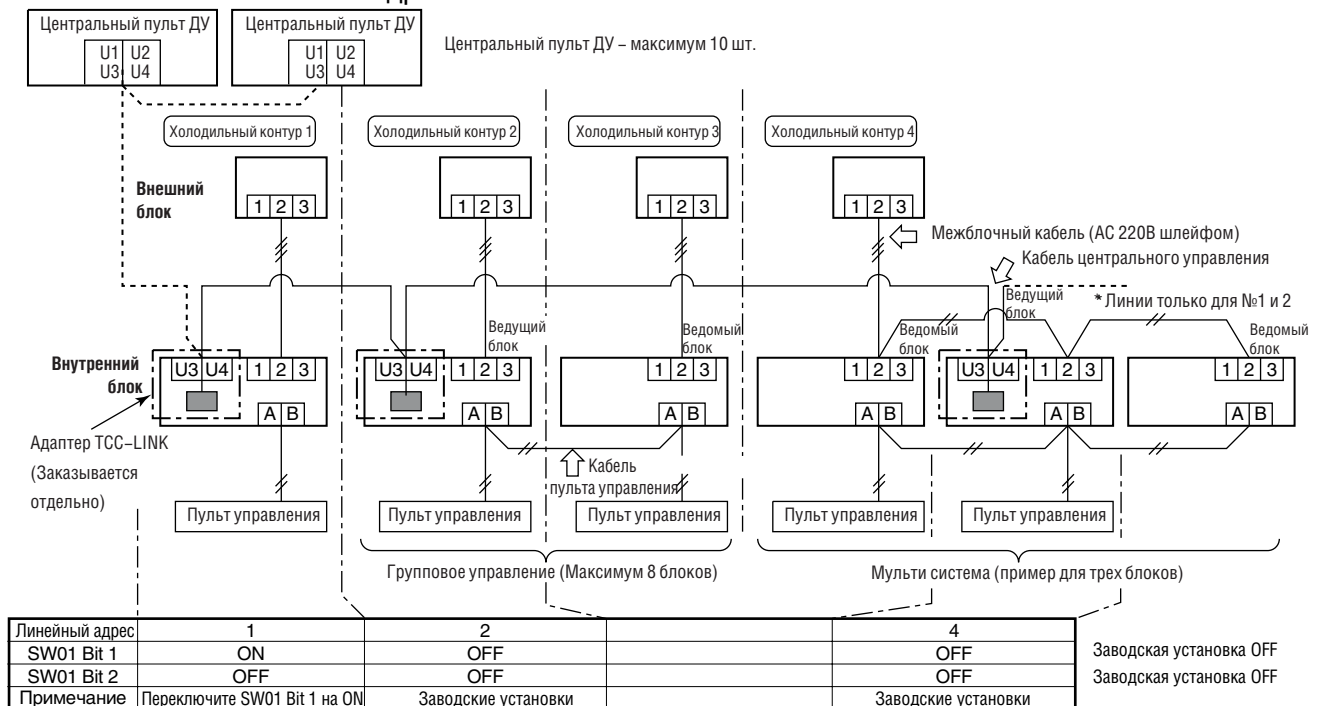 Центральный пульт ДУ
U1 U2
U3 U4
Центральный пульт ДУ
U1 U2
U3 U4
Центральный пульт ДУ – максимум 10 шт.
Холодильный контур 1
Холодильный контур 2
Холодильный контур 3
Холодильный контур 4
Внешний
блок
1 2 3
1 2 3
1 2 3
1 2 3
Межблочный кабель (АС 220В шлейфом)
Кабель центрального управления
* Линии только для №1 и 2
Внутренний
блок
U3 U4
1 2 3
A B
Ведущий
блок
U3 U4
1 2 3
A B
Ведомый
блок
1 2 3
A B
Ведомый
блок
1 2 3
A B
Ведущий
блок
U3 U4
1 2 3
A B
Ведомый
блок
1 2 3
A B
Адаптер TCC–LINK
(Заказывается
отдельно)
Кабель
пульта управления
Пульт управления
Пульт управления
Пульт управления
Пульт управления
Пульт управления
Групповое управление (Максимум 8 блоков)
Мульти система (пример для трех блоков)
Линейный адрес 1 2 4
SW01 Bit 1 ON OFF OFF Заводская установка OFF
SW01 Bit 2 OFF OFF OFF Заводская установка OFF
Примечание Переключите SW01 Bit 1 на ON Заводские установки Заводские установки